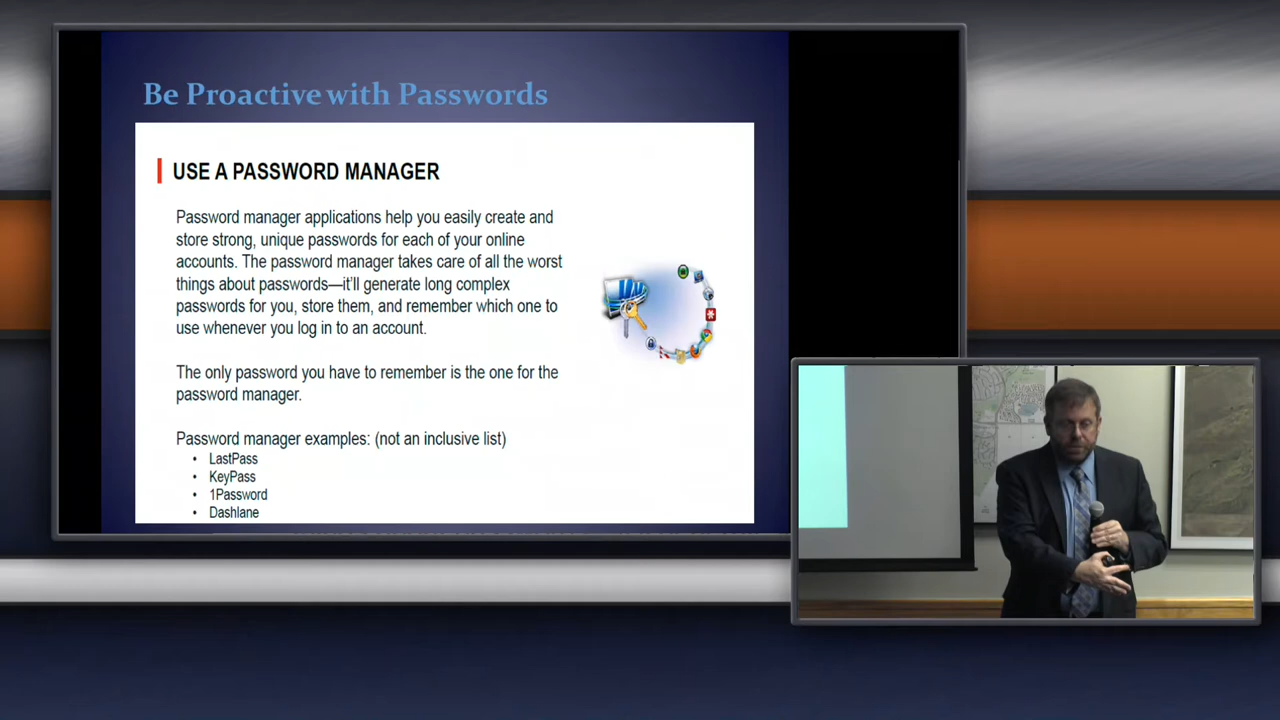 Be Proactive with Passwords
USE A PASSWORD MANAGER
Password manager applications help you easily create and
store strong, unique passwords for each of your online
accounts. The password manager takes care of all the worst
things about passwords—it'll generate long complex
passwords for you, store them, and remember which one to
use whenever you log in to an account.
The only password you have to remember is the one for the
password manager.
Password manager examples: (not an inclusive list)
• LastPass
• KeyPass
• 1Password
• Dashlane